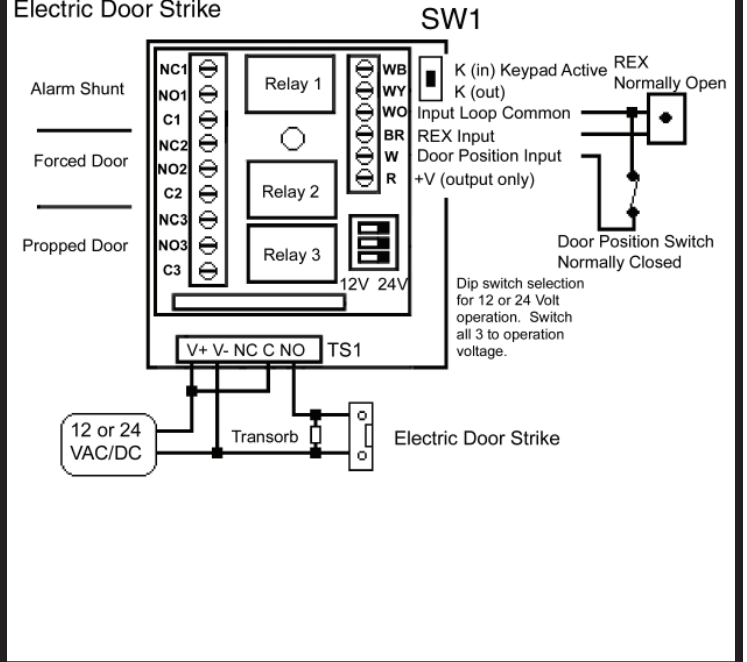 Electric Door Strike
SW1
Alarm Shunt
Forced Door
Propped Door
NC1
NO1
C1
NC2
NO2
C2
NC3
NO3
C3
Relay 1
Relay 2
Relay 3
WB
WY
WO
BR
W
R
K (in) Keypad Active
K (out)
Input Loop Common
REX Input
Door Position Input
+V (output only)
REX
Normally Open
Door Position Switch
Normally Closed
12V 24V
Dip switch selection
for 12 or 24 Volt
operation. Switch
all 3 to operation
voltage.
V+ V- NC C NO
TS1
12 or 24
VAC/DC
Transorb
Electric Door Strike